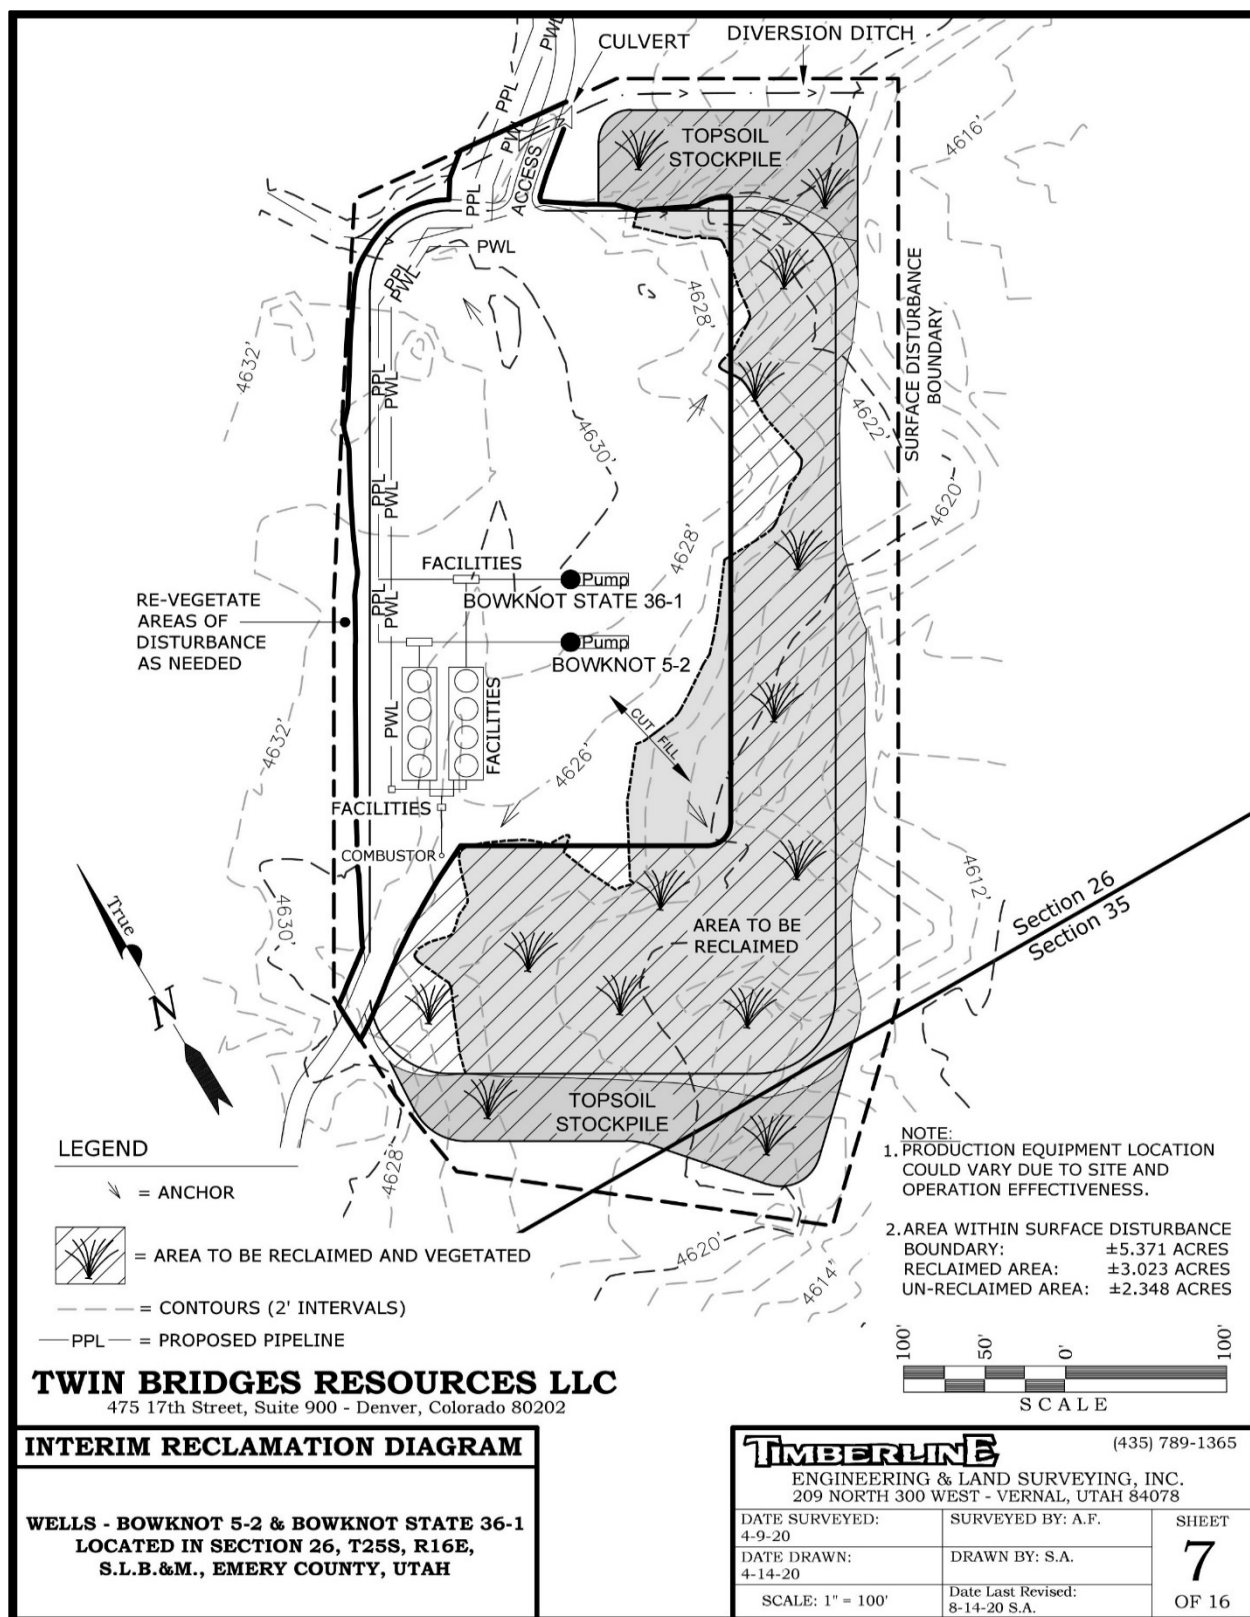 CULVERT
DIVERSION DITCH
PWL
PPL
PPL
PWL
PWL
TOPSOIL
STOCKPILE
4616'
ACCESS
PPL
PWL
PPL
PWL
SURFACE DISTURBANCE
BOUNDARY
4628'
4632'
PPL
PWL
4622'
4630'
PPL
PWL
4620'
4628'
FACILITIES
Pump
BOWKNOT STATE 36-1
PPL
PWL
RE-VEGETATE
AREAS OF
DISTURBANCE
AS NEEDED
Pump
BOWKNOT 5-2
PWL
FACILITIES
CUT
FILL
4632'
4626'
FACILITIES
COMBUSTOR
4612'
Section 26
Section 35
4630'
AREA TO BE
RECLAIMED
True
N
TOPSOIL
STOCKPILE
4628'
4620'
4614'
LEGEND
= ANCHOR
= AREA TO BE RECLAIMED AND VEGETATED
= CONTOURS (2' INTERVALS)
PPL = PROPOSED PIPELINE
NOTE:
1. PRODUCTION EQUIPMENT LOCATION
COULD VARY DUE TO SITE AND
OPERATION EFFECTIVENESS.
2. AREA WITHIN SURFACE DISTURBANCE
BOUNDARY: ±5.371 ACRES
RECLAIMED AREA: ±3.023 ACRES
UN-RECLAIMED AREA: ±2.348 ACRES
100' 50' 0' 100'
SCALE
TWIN BRIDGES RESOURCES LLC
475 17th Street, Suite 900 - Denver, Colorado 80202
INTERIM RECLAMATION DIAGRAM
WELLS - BOWKNOT 5-2 & BOWKNOT STATE 36-1
LOCATED IN SECTION 26, T25S, R16E,
S.L.B.&M., EMERY COUNTY, UTAH
TIMBERLINE
(435) 789-1365
ENGINEERING & LAND SURVEYING, INC.
209 NORTH 300 WEST - VERNAL, UTAH 84078
DATE SURVEYED:
4-9-20
SURVEYED BY: A.F.
DATE DRAWN:
4-14-20
DRAWN BY: S.A.
SCALE: 1" = 100'
Date Last Revised:
8-14-20 S.A.
SHEET
7
OF 16